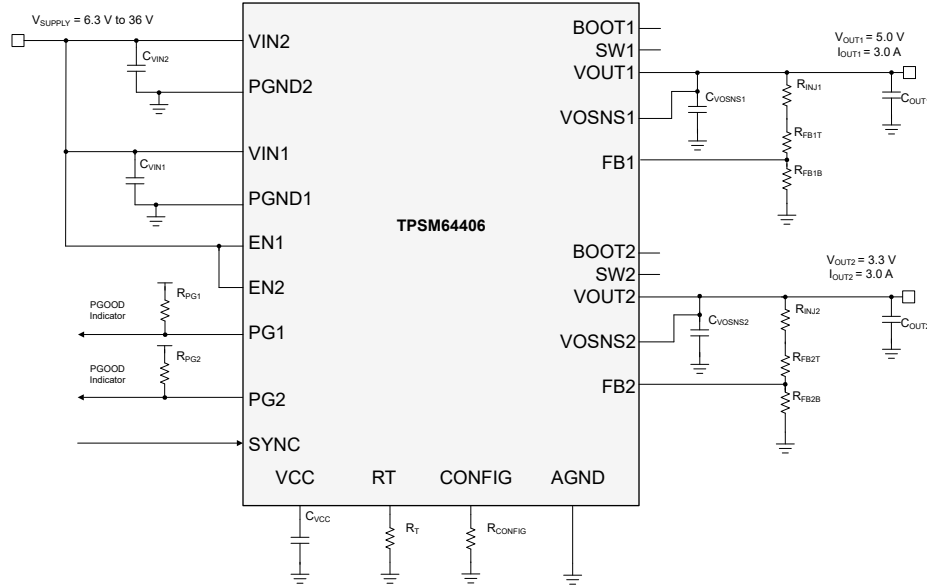 V_SUPPLY = 6.3 V to 36 V
VIN2
C_VIN2
PGND2
VIN1
C_VIN1
PGND1
EN1
EN2
PGOOD
Indicator
R_PG1
PG1
PGOOD
Indicator
R_PG2
PG2
SYNC
TPSM64406
VCC
RT
CONFIG
AGND
C_VCC
R_T
R_CONFIG
BOOT1
SW1
VOUT1
VOSNS1
FB1
C_VOSNS1
R_INJ1
R_FB1T
R_FB1B
V_OUT1 = 5.0 V
I_OUT1 = 3.0 A
C_OUT1
BOOT2
SW2
VOUT2
VOSNS2
FB2
C_VOSNS2
R_INJ2
R_FB2T
R_FB2B
V_OUT2 = 3.3 V
I_OUT2 = 3.0 A
C_OUT2